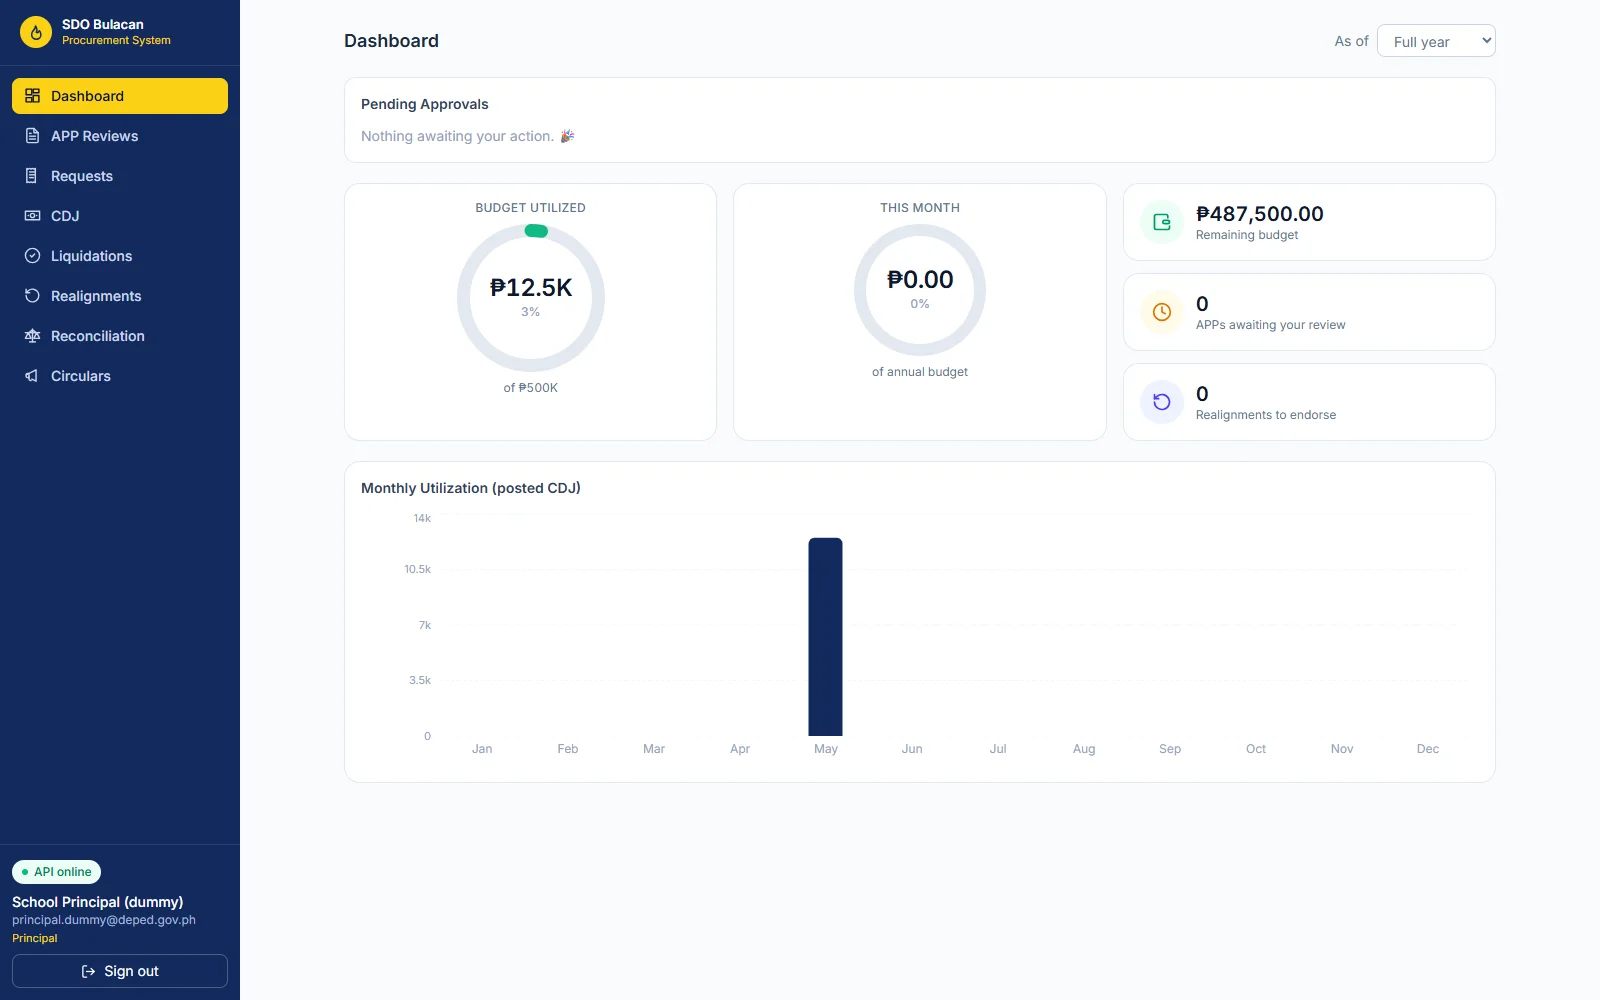 SDO Bulacan
Procurement System
Dashboard
APP Reviews
Requests
CDJ
Liquidations
Realignments
Reconciliation
Circulars
API online
School Principal (dummy)
principal.dummy@deped.gov.ph
Principal
Sign out
Dashboard
As of
Full year
Pending Approvals
Nothing awaiting your action. 🎉
BUDGET UTILIZED
₱12.5K
3%
of ₱500K
THIS MONTH
₱0.00
0%
of annual budget
₱487,500.00
Remaining budget
0
APPs awaiting your review
0
Realignments to endorse
Monthly Utilization (posted CDJ)
14k
10.5k
7k
3.5k
0
Jan Feb Mar Apr May Jun Jul Aug Sep Oct Nov Dec